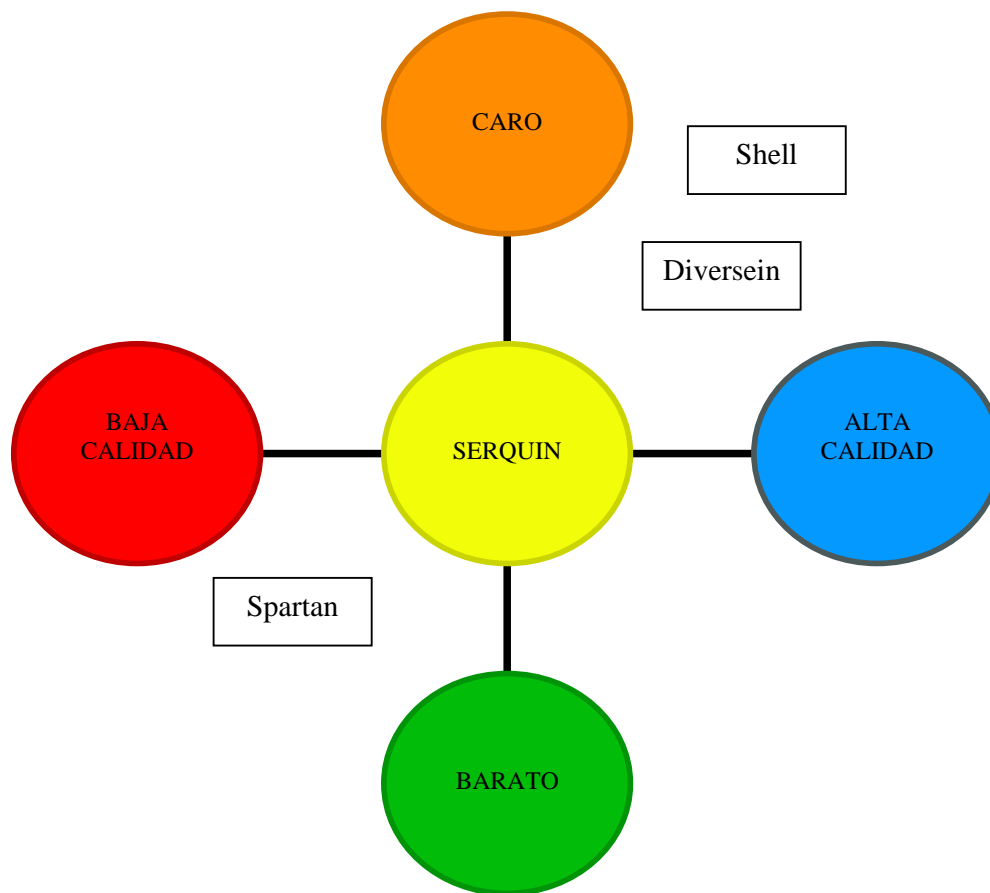 CARO
Shell
Diversein
BAJA
CALIDAD
SERQUIN
ALTA
CALIDAD
Spartan
BARATO